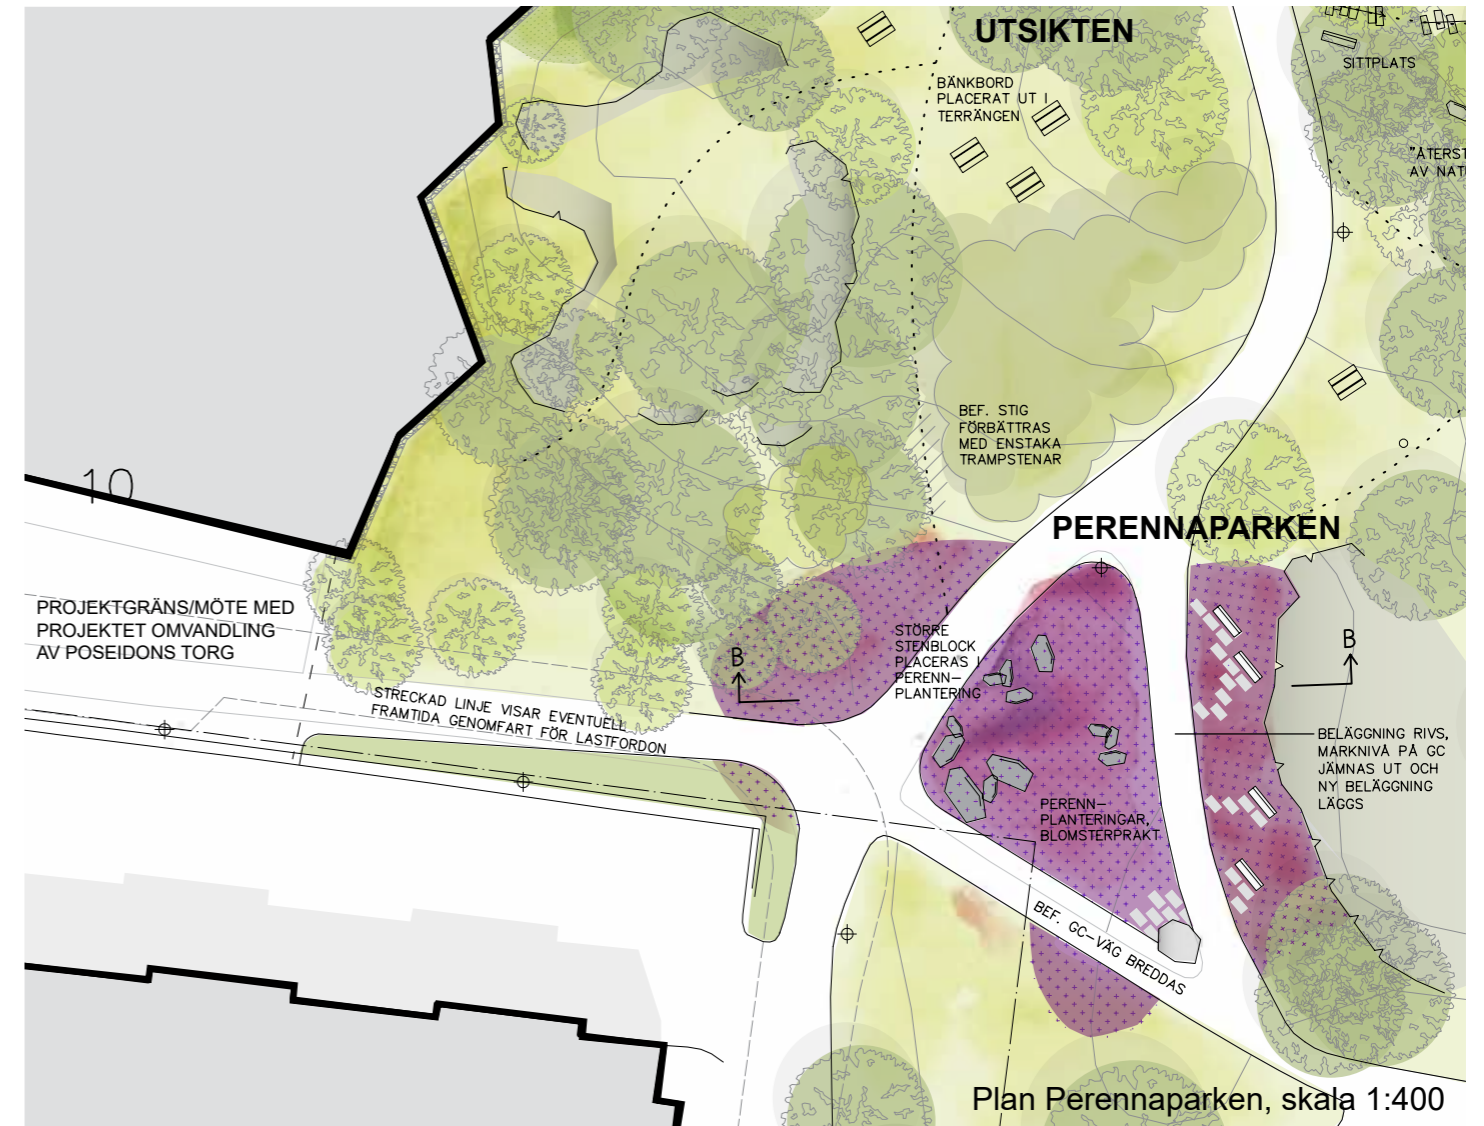 UTSIKTEN
SITTPLATS
BÄNKBORD
PLACERAT UT I
TERRÄNGEN
"ÅTERST
AV NAT
BEF. STIG
FÖRBÄTTRAS
MED ENSTAKA
TRAMPSTENAR
10
PERENNAPARKEN
PROJEKTGRÄNS/MÖTE MED
PROJEKTET OMVANDLING
AV POSEIDONS TORG
STÖRRE
STENBLOCK
PLACERAS I
PERENN-
PLANTERING
B
B
STRECKAD LINJE VISAR EVENTUELL
FRAMTIDA GENOMFART FÖR LASTFORDON
BELÄGGNING RIVS,
MARKNIVÅ PÅ GC
JÄMNAS UT OCH
NY BELÄGGNING
LÄGGS
PERENN-
PLANTERINGAR,
BLOMSTERPRAKT
BEF. GC-VÄG BREDDAS
Plan Perennaparken, skala 1:400